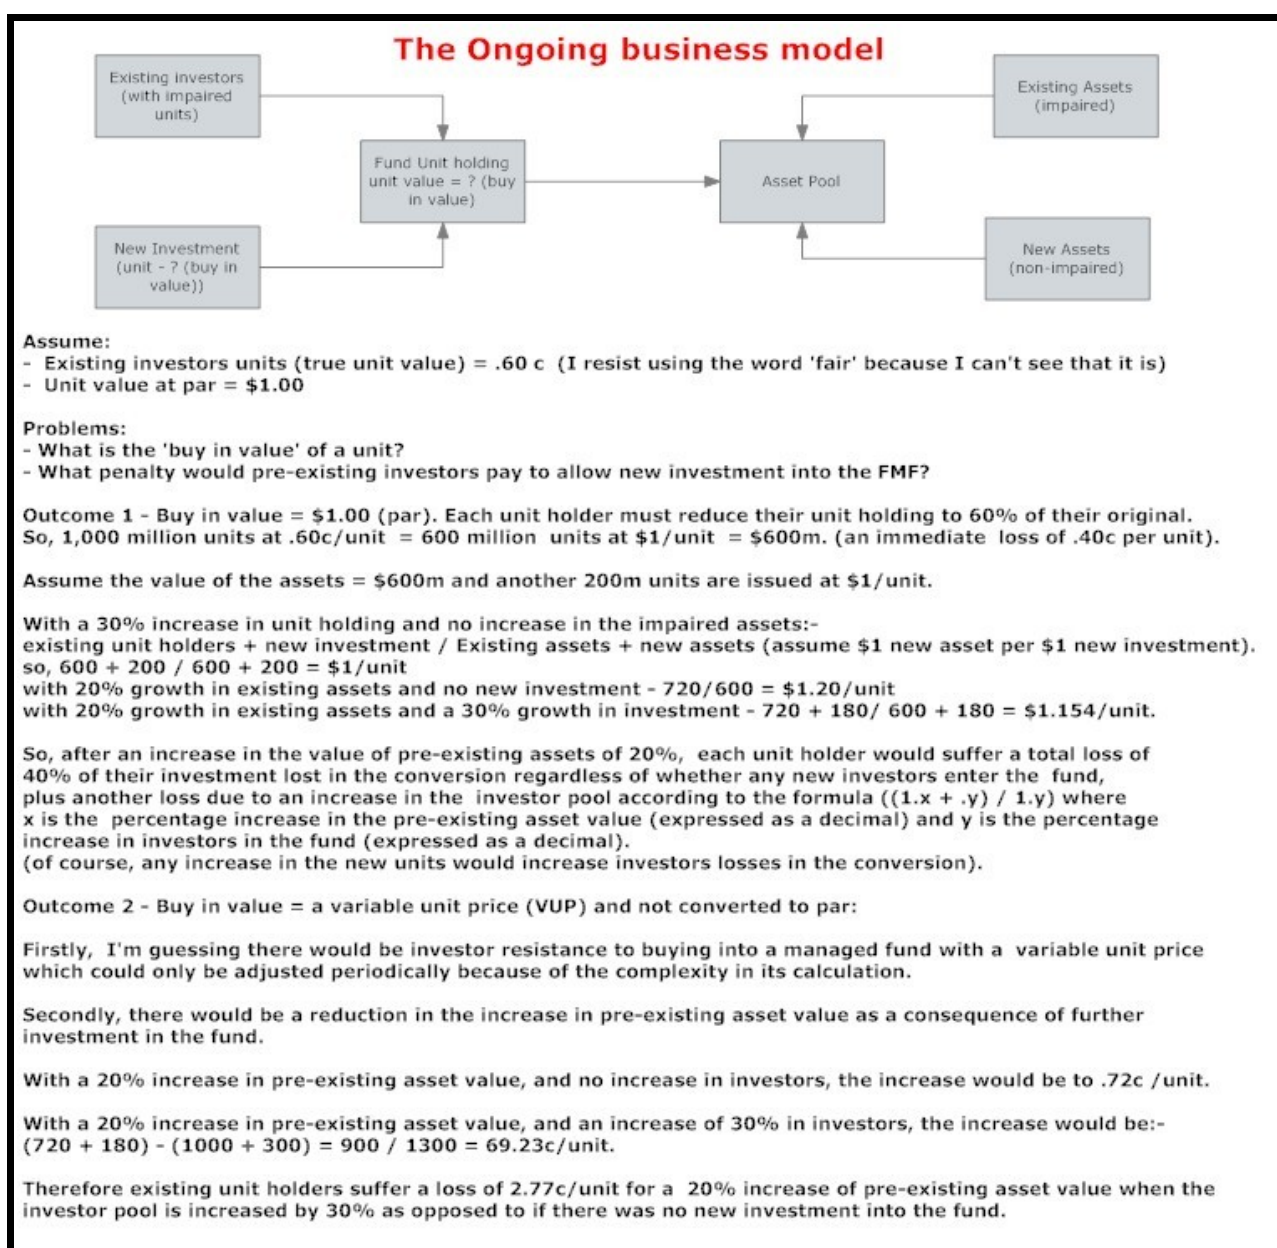 The Ongoing business model
Existing investors
(with impaired
units)
Existing Assets
(impaired)
Fund Unit holding
unit value = ? (buy
in value)
Asset Pool
New Investment
(unit - ? (buy in
value))
New Assets
(non-impaired)
Assume:
- Existing investors units (true unit value) = .60 c (I resist using the word 'fair' because I can't see that it is)
- Unit value at par = $1.00
Problems:
- What is the 'buy in value' of a unit?
- What penalty would pre-existing investors pay to allow new investment into the FMF?
Outcome 1 - Buy in value = $1.00 (par). Each unit holder must reduce their unit holding to 60% of their original.
So, 1,000 million units at .60c/unit = 600 million units at $1/unit = $600m. (an immediate loss of .40c per unit).
Assume the value of the assets = $600m and another 200m units are issued at $1/unit.
With a 30% increase in unit holding and no increase in the impaired assets:-
existing unit holders + new investment / Existing assets + new assets (assume $1 new asset per $1 new investment).
so, 600 + 200 / 600 + 200 = $1/unit
with 20% growth in existing assets and no new investment - 720/600 = $1.20/unit
with 20% growth in existing assets and a 30% growth in investment - 720 + 180/ 600 + 180 = $1.154/unit.
So, after an increase in the value of pre-existing assets of 20%, each unit holder would suffer a total loss of
40% of their investment lost in the conversion regardless of whether any new investors enter the fund,
plus another loss due to an increase in the investor pool according to the formula ((1.x + .y) / 1.y) where
x is the percentage increase in the pre-existing asset value (expressed as a decimal) and y is the percentage
increase in investors in the fund (expressed as a decimal).
(of course, any increase in the new units would increase investors losses in the conversion).
Outcome 2 - Buy in value = a variable unit price (VUP) and not converted to par:
Firstly, I'm guessing there would be investor resistance to buying into a managed fund with a variable unit price
which could only be adjusted periodically because of the complexity in its calculation.
Secondly, there would be a reduction in the increase in pre-existing asset value as a consequence of further
investment in the fund.
With a 20% increase in pre-existing asset value, and no increase in investors, the increase would be to .72c /unit.
With a 20% increase in pre-existing asset value, and an increase of 30% in investors, the increase would be:-
(720 + 180) - (1000 + 300) = 900 / 1300 = 69.23c/unit.
Therefore existing unit holders suffer a loss of 2.77c/unit for a 20% increase of pre-existing asset value when the
investor pool is increased by 30% as opposed to if there was no new investment into the fund.